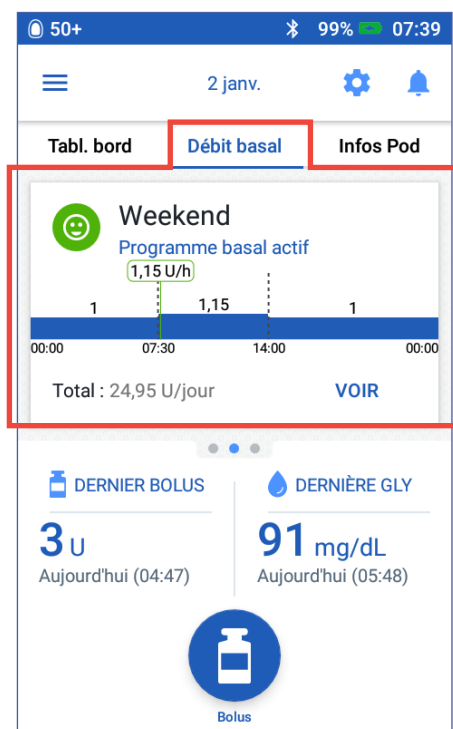 50+ 99% 07:39
2 janv.
Tabl. bord Débit basal Infos Pod
Weekend
Programme basal actif
1,15 U/h
1 1,15 1
00:00 07:30 14:00 00:00
Total : 24,95 U/jour VOIR
DERNIER BOLUS DERNIÈRE GLY
3 U 91 mg/dL
Aujourd'hui (04:47) Aujourd'hui (05:48)
Bolus